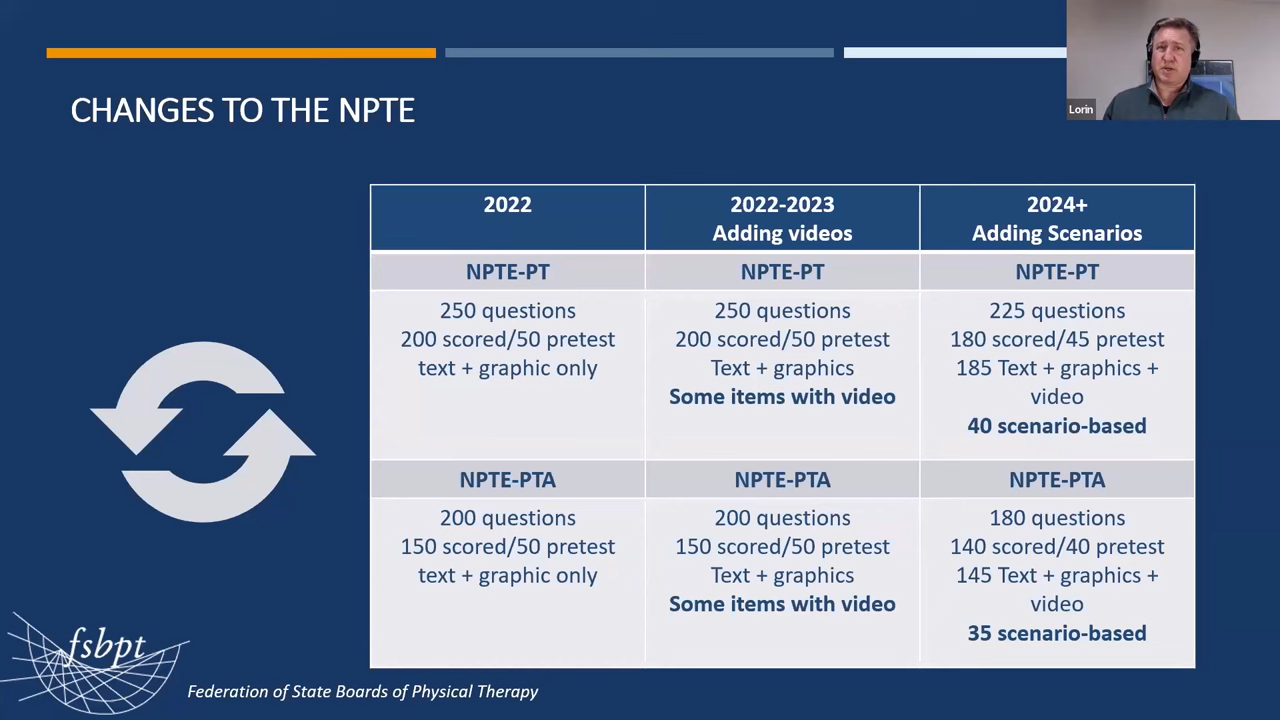 Lorin
CHANGES TO THE NPTE
2022
2022-2023
Adding videos
2024+
Adding Scenarios
NPTE-PT
NPTE-PT
NPTE-PT
250 questions
200 scored/50 pretest
text + graphic only
250 questions
200 scored/50 pretest
Text + graphics
Some items with video
225 questions
180 scored/45 pretest
185 Text + graphics +
video
40 scenario-based
NPTE-PTA
NPTE-PTA
NPTE-PTA
200 questions
150 scored/50 pretest
text + graphic only
200 questions
150 scored/50 pretest
Text + graphics
Some items with video
180 questions
140 scored/40 pretest
145 Text + graphics +
video
35 scenario-based
fsbpt
Federation of State Boards of Physical Therapy